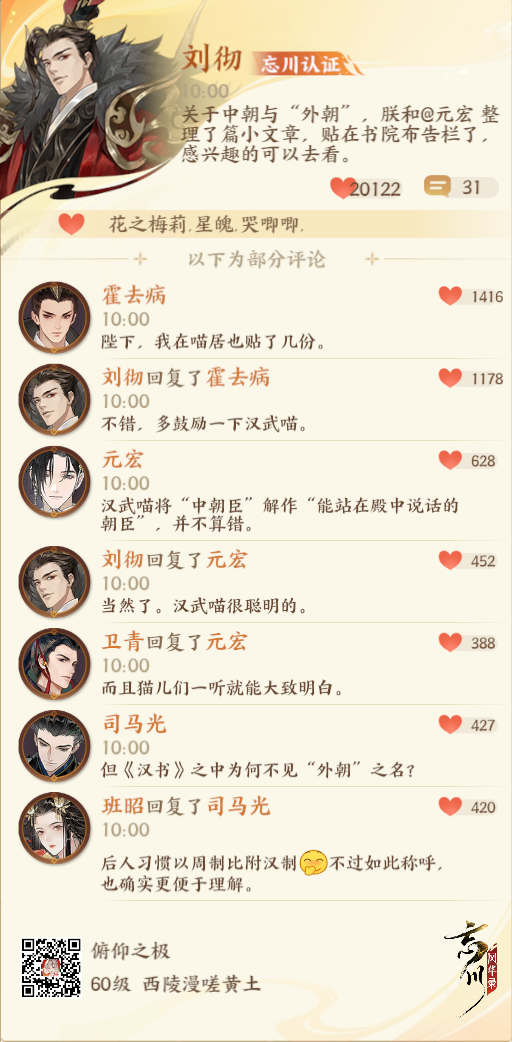 刘彻 忘川认证
10:00
关于中朝与“外朝”，朕和@元宏 整
理了篇小文章，贴在书院布告栏了，
感兴趣的可以去看。
20122 31
花之梅莉,星魄,哭唧唧,
以下为部分评论
霍去病 1416
10:00
陛下，我在喵居也贴了几份。
刘彻回复了霍去病 1178
10:00
不错，多鼓励一下汉武喵。
元宏 628
10:00
汉武喵将“中朝臣”解作“能站在殿中说话的
朝臣”，并不算错。
刘彻回复了元宏 452
10:00
当然了。汉武喵很聪明的。
卫青回复了元宏 388
10:00
而且猫儿们一听就能大致明白。
司马光 427
10:00
但《汉书》之中为何不见“外朝”之名？
班昭回复了司马光 420
10:00
后人习惯以周制比附汉制🤭不过如此称呼，
也确实更便于理解。
俯仰之极
60级 西陵漫嗟黄土
忘川
风华录